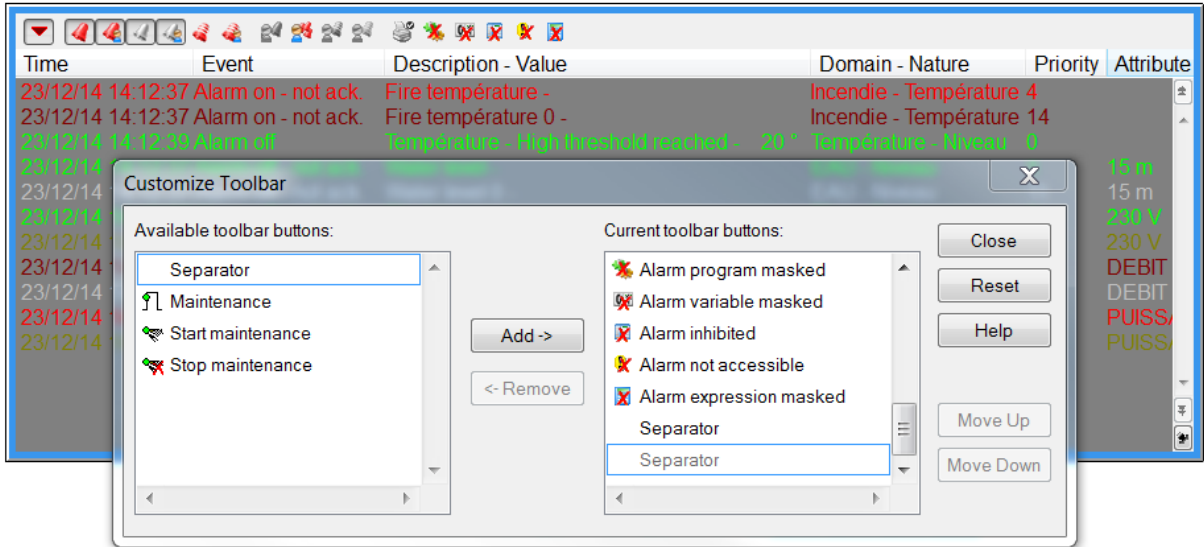 Time Event Description - Value Domain - Nature Priority Attribute
23/12/14 14:12:37 Alarm on - not ack. Fire température - Incendie - Température 4
23/12/14 14:12:37 Alarm on - not ack. Fire température 0 - Incendie - Température 14
23/12/14 14:12:39 Alarm off Température - High threshold reached - 20 ° Température - Niveau 0
23/12/14 15 m
23/12/14 15 m
23/12/14 230 V
23/12/14 230 V
23/12/14 DEBIT
23/12/14 DEBIT
23/12/14 PUISSA
23/12/14 PUISSA
Customize Toolbar
Available toolbar buttons:
Separator
Maintenance
Start maintenance
Stop maintenance
Add ->
<- Remove
Current toolbar buttons:
Alarm program masked
Alarm variable masked
Alarm inhibited
Alarm not accessible
Alarm expression masked
Separator
Separator
Close
Reset
Help
Move Up
Move Down